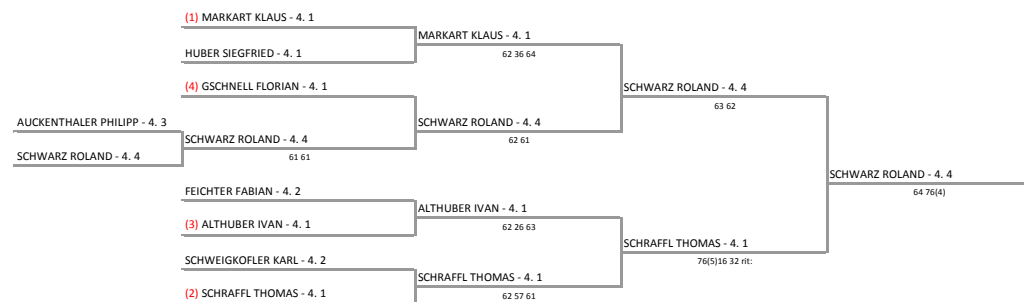 (1) MARKART KLAUS - 4. 1
HUBER SIEGFRIED - 4. 1
(4) GSCHNELL FLORIAN - 4. 1
AUCKENTHALER PHILIPP - 4. 3
SCHWARZ ROLAND - 4. 4
SCHWARZ ROLAND - 4. 4
61 61
FEICHTER FABIAN - 4. 2
(3) ALTHUBER IVAN - 4. 1
SCHWEIGKOFLER KARL - 4. 2
(2) SCHRAFFL THOMAS - 4. 1
MARKART KLAUS - 4. 1
62 36 64
SCHWARZ ROLAND - 4. 4
62 61
ALTHUBER IVAN - 4. 1
62 26 63
SCHRAFFL THOMAS - 4. 1
62 57 61
SCHWARZ ROLAND - 4. 4
63 62
SCHRAFFL THOMAS - 4. 1
76(5)16 32 rit:
SCHWARZ ROLAND - 4. 4
64 76(4)